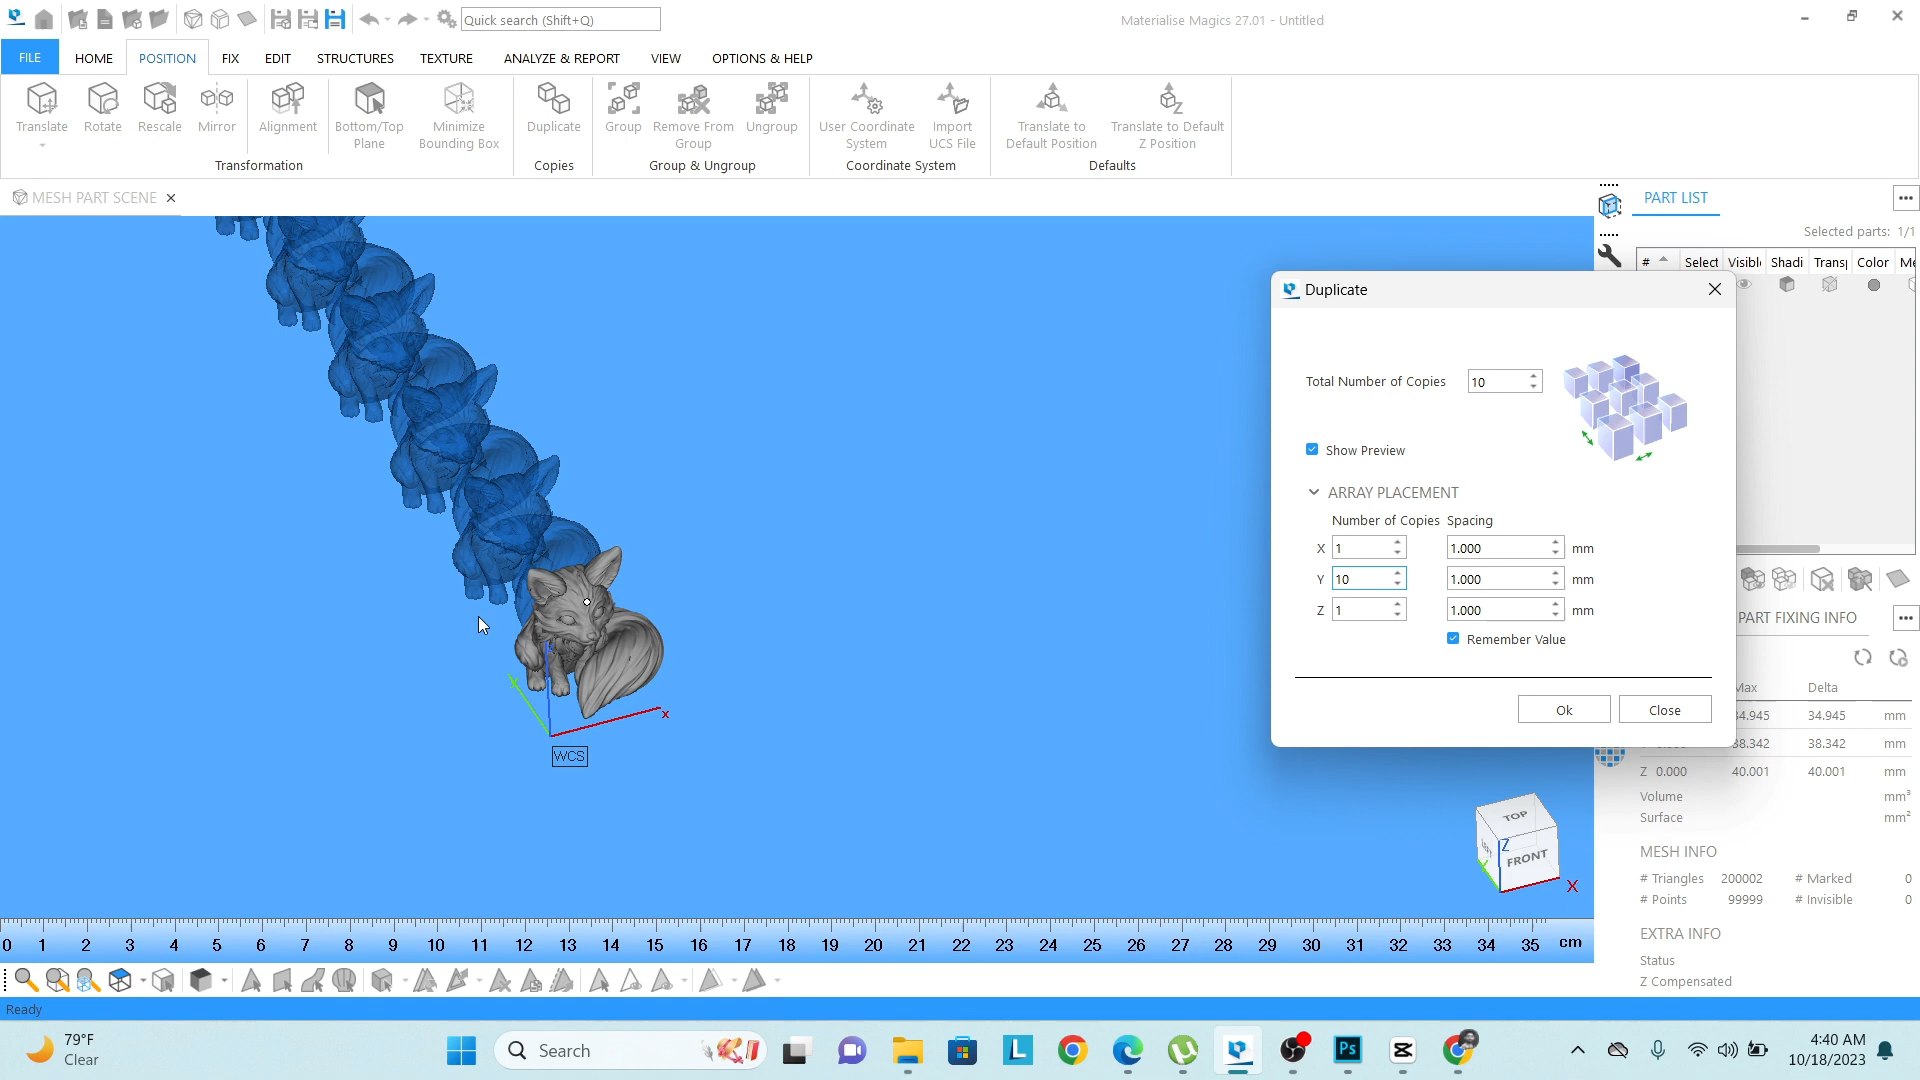 Quick search (Shift+Q)
Materialise Magics 27.01 - Untitled
FILE HOME POSITION FIX EDIT STRUCTURES TEXTURE ANALYZE & REPORT VIEW OPTIONS & HELP
Translate Rotate Rescale Mirror Alignment Bottom/Top Plane Minimize Bounding Box Duplicate Group Remove From Group Ungroup User Coordinate System Import UCS File Translate to Default Position Translate to Default Z Position
Transformation Copies Group & Ungroup Coordinate System Defaults
MESH PART SCENE
PART LIST
Selected parts: 1/1
# Select Visibl Shadi Transp Color Me
Duplicate
Total Number of Copies 10
Show Preview
ARRAY PLACEMENT
Number of Copies Spacing
X 1 1.000 mm
Y 10 1.000 mm
Z 1 1.000 mm
Remember Value
Ok Close
PART FIXING INFO
Max Delta
34.945 34.945 mm
38.342 38.342 mm
Z 0.000 40.001 40.001 mm
Volume mm³
Surface mm²
MESH INFO
# Triangles 200002 # Marked 0
# Points 99999 # Invisible 0
EXTRA INFO
Status
Z Compensated
x
WCS
TOP
FRONT
Z
X
0 1 2 3 4 5 6 7 8 9 10 11 12 13 14 15 16 17 18 19 20 21 22 23 24 25 26 27 28 29 30 31 32 33 34 35 cm
Ready
79°F
Clear
Search
L
Ps
4:40 AM
10/18/2023